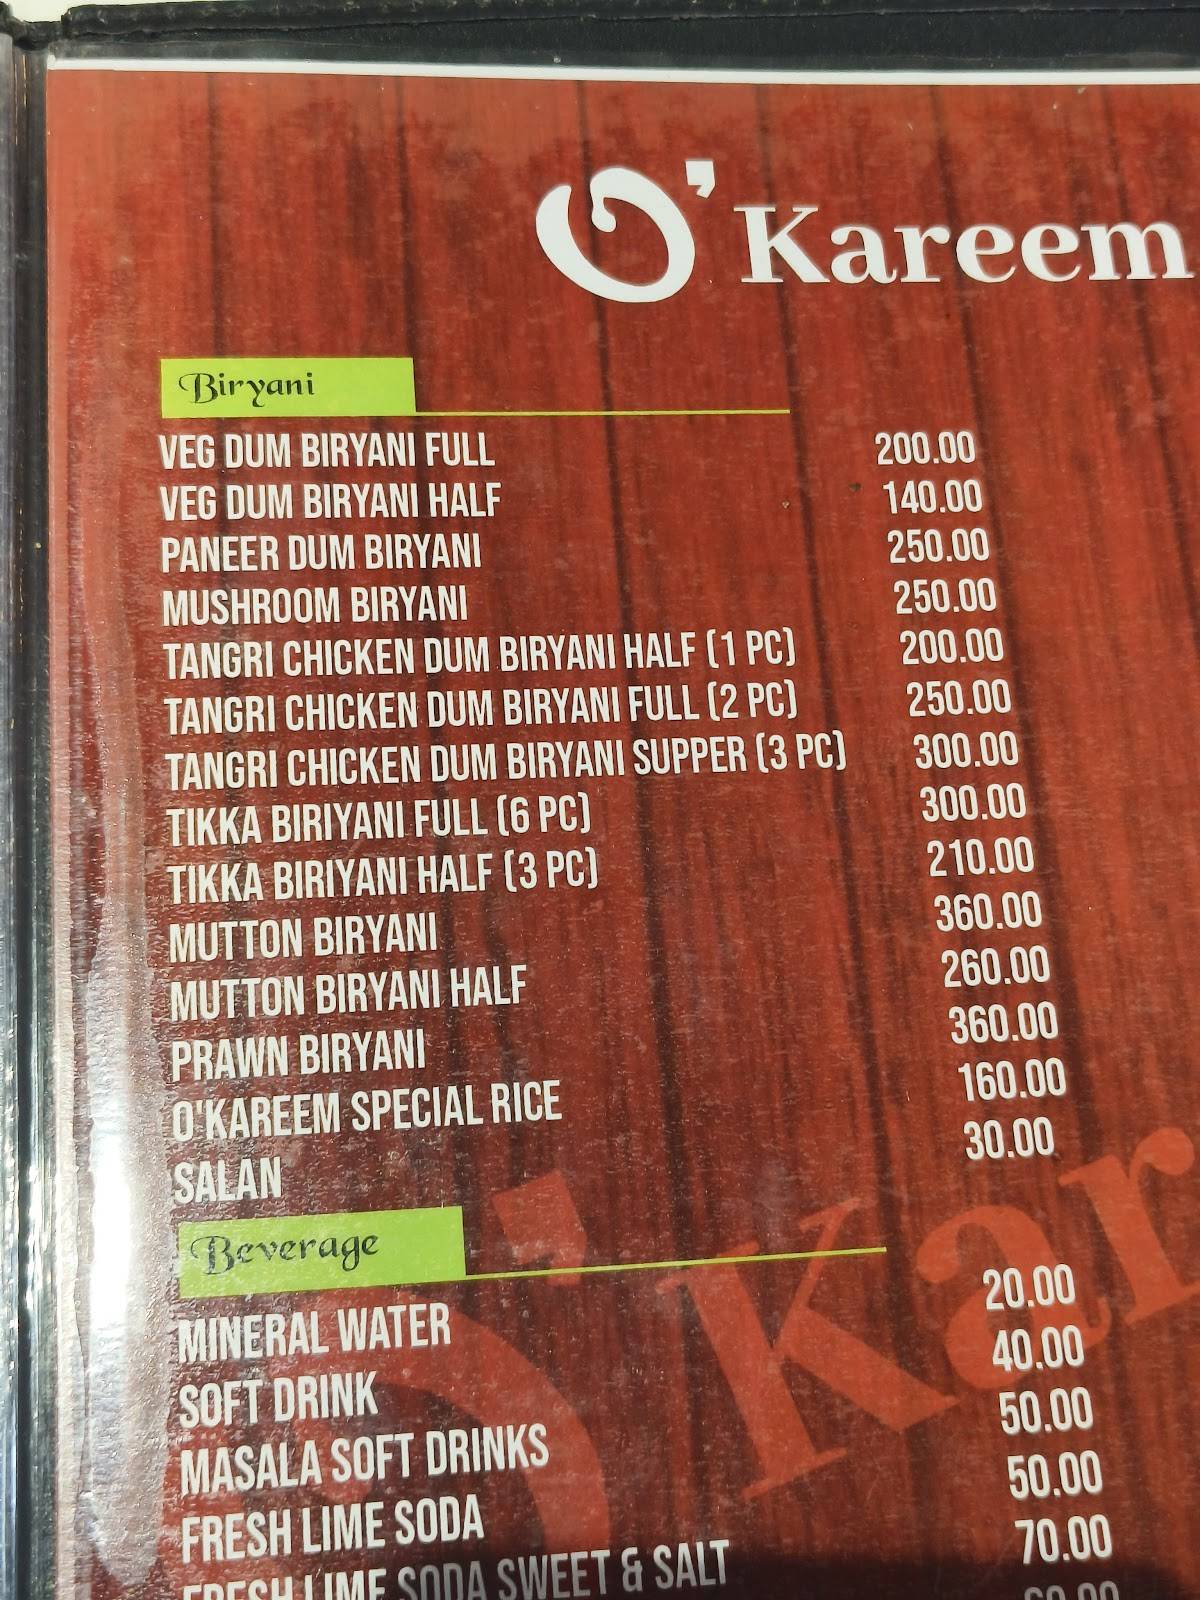 O'Kareem
Biryani
VEG DUM BIRYANI FULL 200.00
VEG DUM BIRYANI HALF 140.00
PANEER DUM BIRYANI 250.00
MUSHROOM BIRYANI 250.00
TANGRI CHICKEN DUM BIRYANI HALF (1 PC) 200.00
TANGRI CHICKEN DUM BIRYANI FULL (2 PC) 250.00
TANGRI CHICKEN DUM BIRYANI SUPPER (3 PC) 300.00
TIKKA BIRIYANI FULL (6 PC) 300.00
TIKKA BIRIYANI HALF (3 PC) 210.00
MUTTON BIRYANI 360.00
MUTTON BIRYANI HALF 260.00
PRAWN BIRYANI 360.00
O'KAREEM SPECIAL RICE 160.00
SALAN 30.00
Beverage
MINERAL WATER 20.00
SOFT DRINK 40.00
MASALA SOFT DRINKS 50.00
FRESH LIME SODA 50.00
FRESH LIME SODA SWEET & SALT 70.00